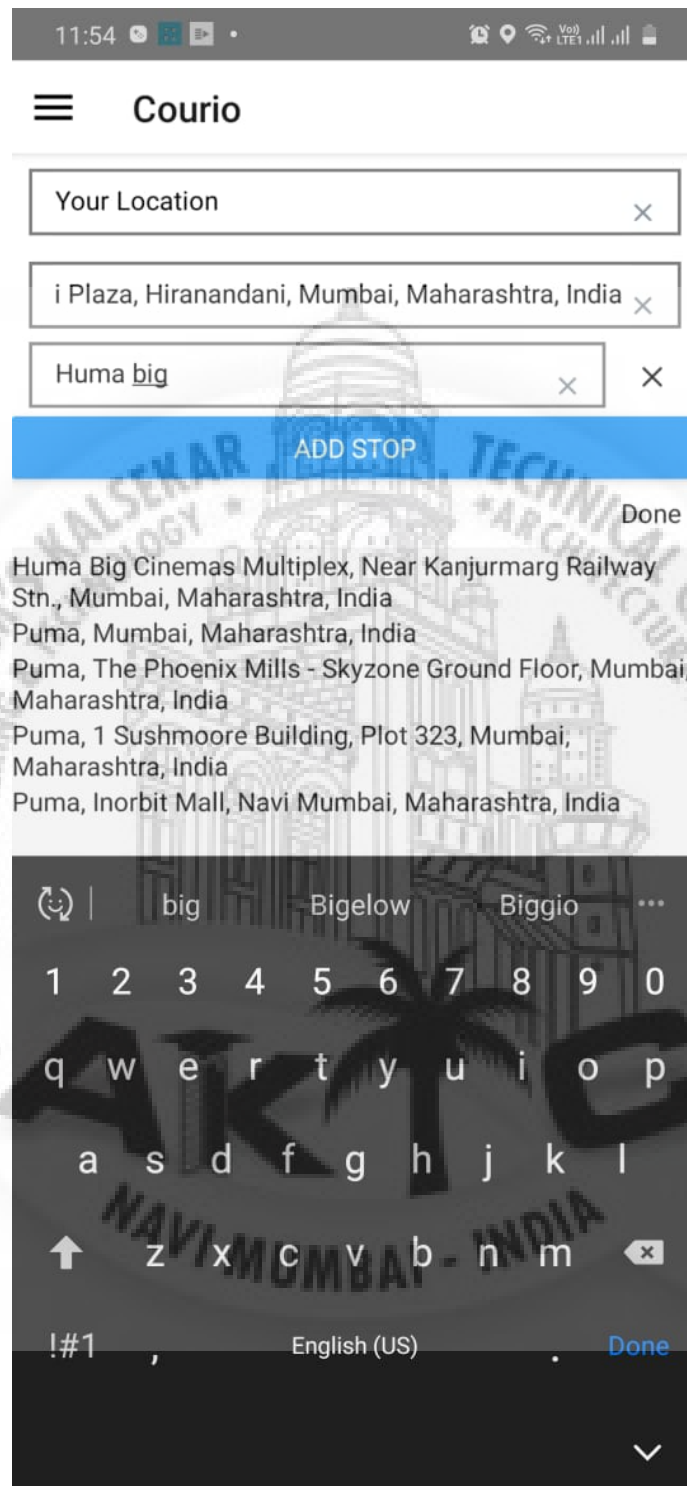 11:54
Vo))
LTE1
Courio
Your Location
i Plaza, Hiranandani, Mumbai, Maharashtra, India
Huma big
ADD STOP
Done
Huma Big Cinemas Multiplex, Near Kanjurmarg Railway
Stn., Mumbai, Maharashtra, India
Puma, Mumbai, Maharashtra, India
Puma, The Phoenix Mills - Skyzone Ground Floor, Mumbai,
Maharashtra, India
Puma, 1 Sushmoore Building, Plot 323, Mumbai,
Maharashtra, India
Puma, Inorbit Mall, Navi Mumbai, Maharashtra, India
big Bigelow Biggio
1 2 3 4 5 6 7 8 9 0
q w e r t y u i o p
a s d f g h j k l
z x c v b n m
!#1 , English (US) . Done
KALSEKAR TECHNICAL
AKTC
NAVI MUMBAI - INDIA